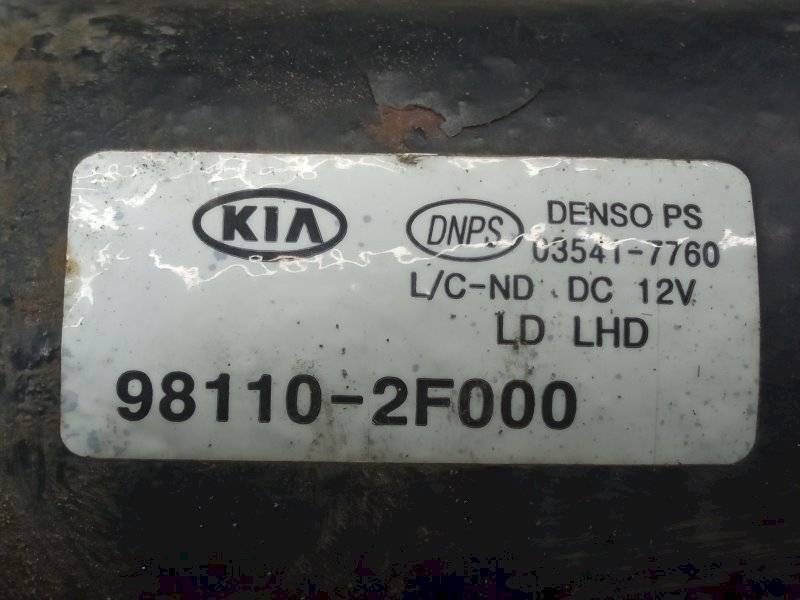 KIA
DNPS
DENSO PS
03541-7760
L/C-ND DC 12V
LD LHD
98110-2F000